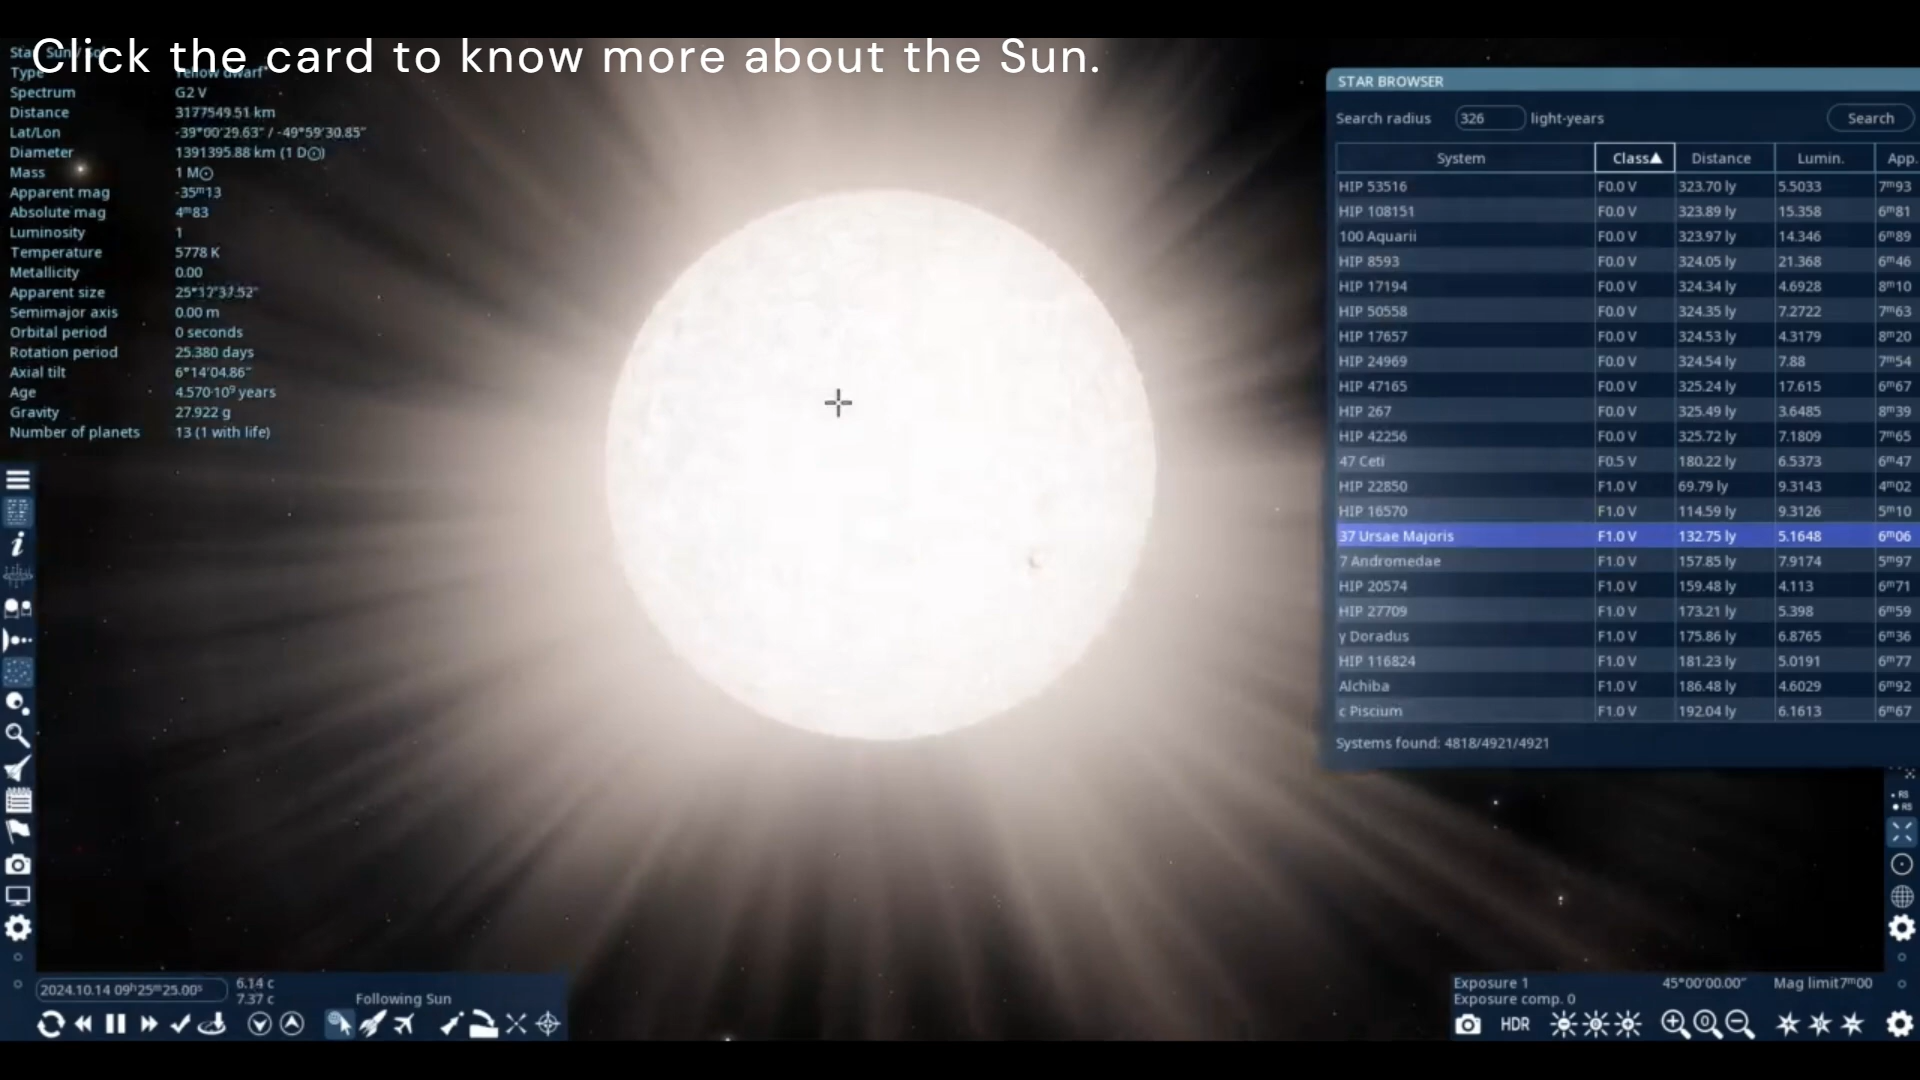 Click the card to know more about the Sun.
Star Sun / Sol
Type Yellow dwarf
Spectrum G2 V
Distance 3177549.51 km
Lat/Lon -39°00'29.63" / -49°59'30.85"
Diameter 1391395.88 km (1 D☉)
Mass 1 M☉
Apparent mag -35ᵐ13
Absolute mag 4ᵐ83
Luminosity 1
Temperature 5778 K
Metallicity 0.00
Apparent size
Semimajor axis 0.00 m
Orbital period 0 seconds
Rotation period 25.380 days
Axial tilt 6°14'04.86"
Age 4.570·10⁹ years
Gravity 27.922 g
Number of planets 13 (1 with life)
STAR BROWSER
Search radius 326 light-years Search
System Class▲ Distance Lumin. App.
HIP 53516 F0.0 V 323.70 ly 5.5033 7ᵐ93
HIP 108151 F0.0 V 323.89 ly 15.358 6ᵐ81
100 Aquarii F0.0 V 323.97 ly 14.346 6ᵐ89
HIP 8593 F0.0 V 324.05 ly 21.368 6ᵐ46
HIP 17194 F0.0 V 324.34 ly 4.6928 8ᵐ10
HIP 50558 F0.0 V 324.35 ly 7.2722 7ᵐ63
HIP 17657 F0.0 V 324.53 ly 4.3179 8ᵐ20
HIP 24969 F0.0 V 324.54 ly 7.88 7ᵐ54
HIP 47165 F0.0 V 325.24 ly 17.615 6ᵐ67
HIP 267 F0.0 V 325.49 ly 3.6485 8ᵐ39
HIP 42256 F0.0 V 325.72 ly 7.1809 7ᵐ65
47 Ceti F0.5 V 180.22 ly 6.5373 6ᵐ47
HIP 22850 F1.0 V 69.79 ly 9.3143 4ᵐ02
HIP 16570 F1.0 V 114.59 ly 9.3126 5ᵐ10
37 Ursae Majoris F1.0 V 132.75 ly 5.1648 6ᵐ06
7 Andromedae F1.0 V 157.85 ly 7.9174 5ᵐ97
HIP 20574 F1.0 V 159.48 ly 4.113 6ᵐ71
HIP 27709 F1.0 V 173.21 ly 5.398 6ᵐ59
γ Doradus F1.0 V 175.86 ly 6.8765 6ᵐ36
HIP 116824 F1.0 V 181.23 ly 5.0191 6ᵐ77
Alchiba F1.0 V 186.48 ly 4.6029 6ᵐ92
c Piscium F1.0 V 192.04 ly 6.1613 6ᵐ67
Systems found: 4818/4921/4921
RS
RS
2024.10.14 09ʰ25ᵐ25.00ˢ
6.14 c
7.37 c
Following Sun
Exposure 1 45°00'00.00" Mag limit 7ᵐ00
Exposure comp. 0
HDR